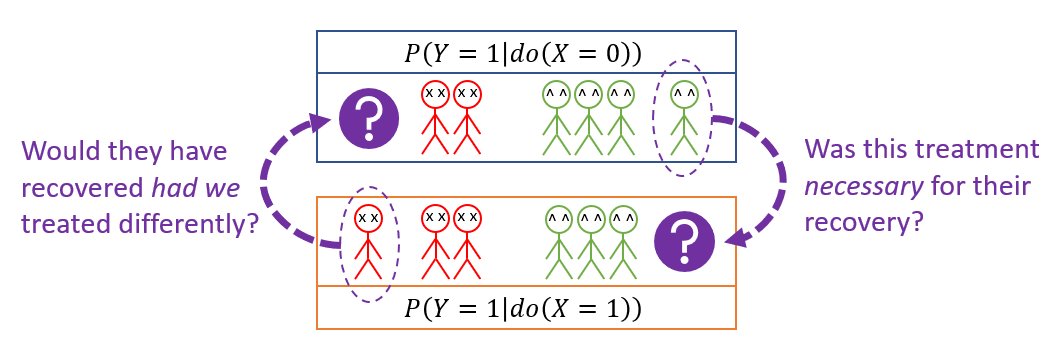 P(Y = 1|do(X = 0))
x x x x ^ ^ ^ ^ ^ ^ ^ ^
?
Would they have
recovered had we
treated differently?
Was this treatment
necessary for their
recovery?
x x x x x x ^ ^ ^ ^ ^ ^
?
P(Y = 1|do(X = 1))